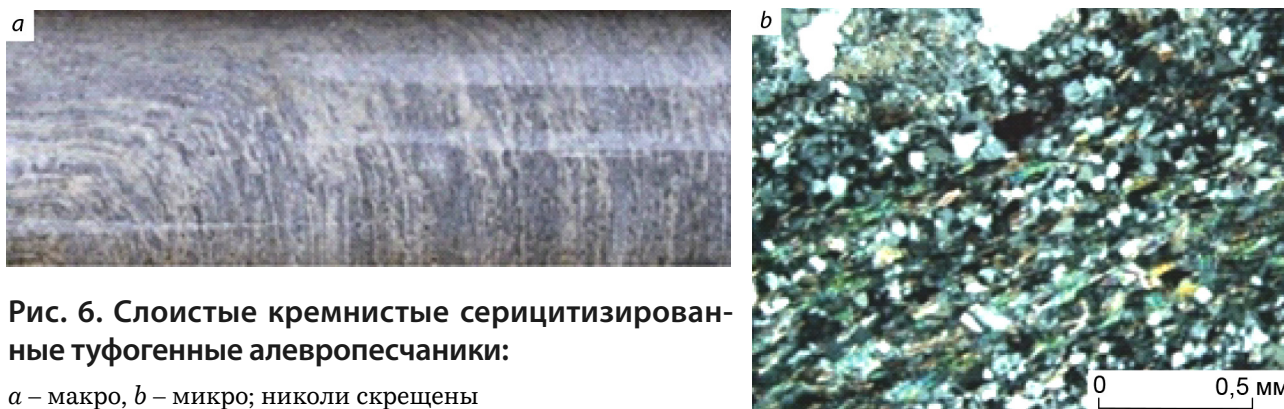 a
b
Рис. 6. Слоистые кремнистые серицитизирован-
ные туфогенные алевропесчаники:
a – макро, b – микро; николи скрещены
0 0,5 мм